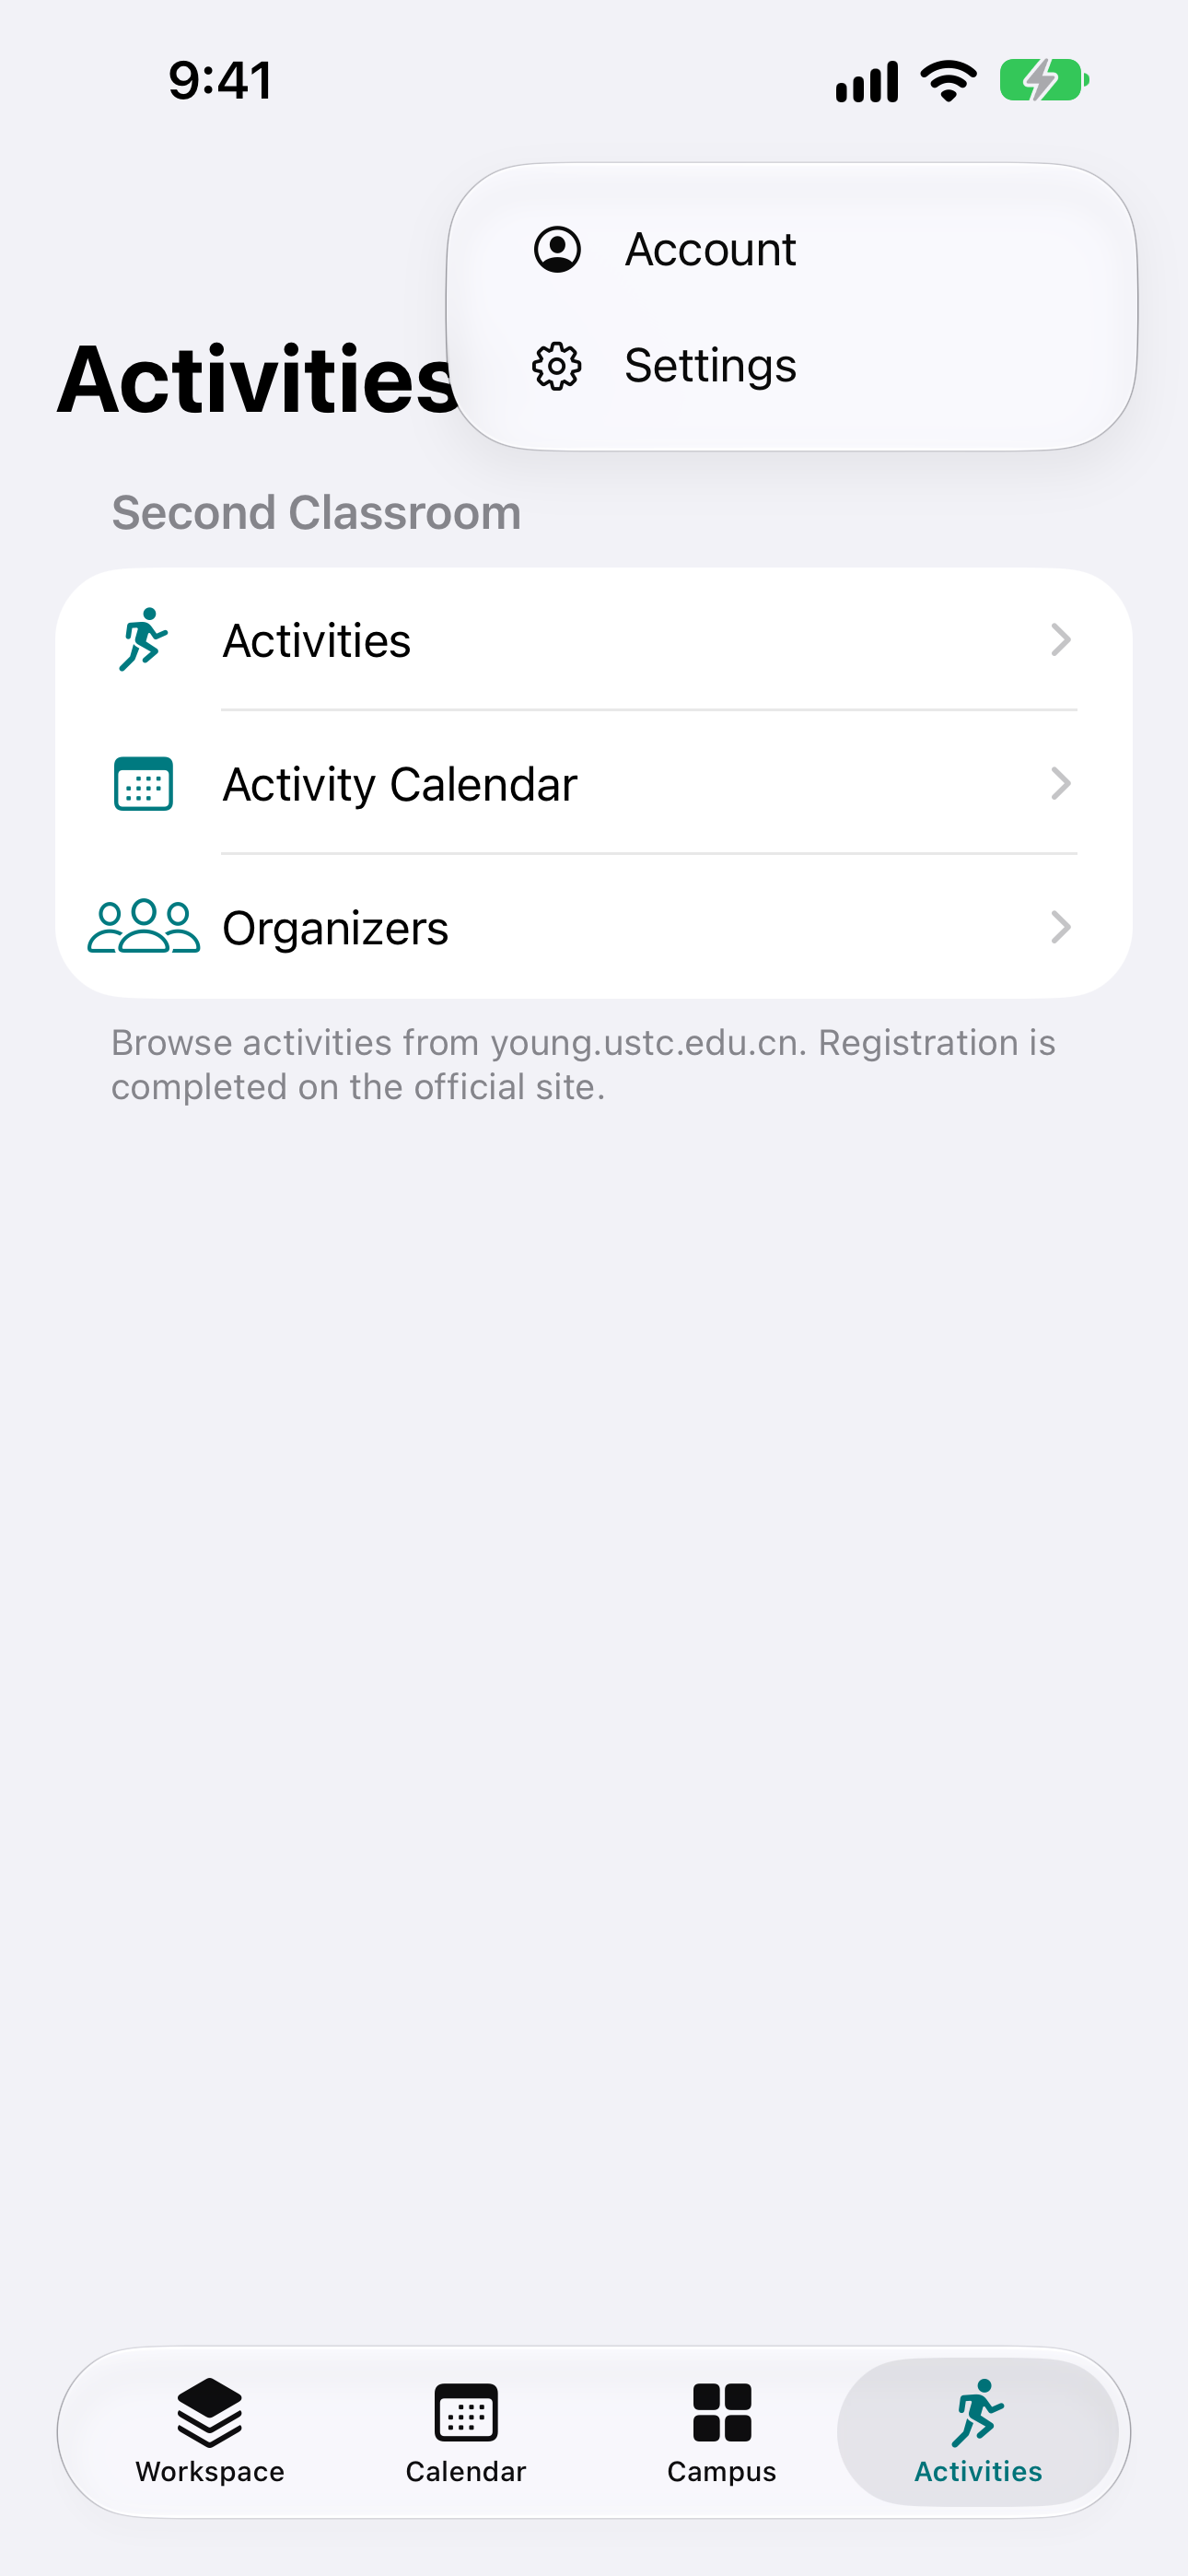 9:41
Account
Settings
Activities
Second Classroom
Activities
Activity Calendar
Organizers
Browse activities from young.ustc.edu.cn. Registration is
completed on the official site.
Workspace
Calendar
Campus
Activities